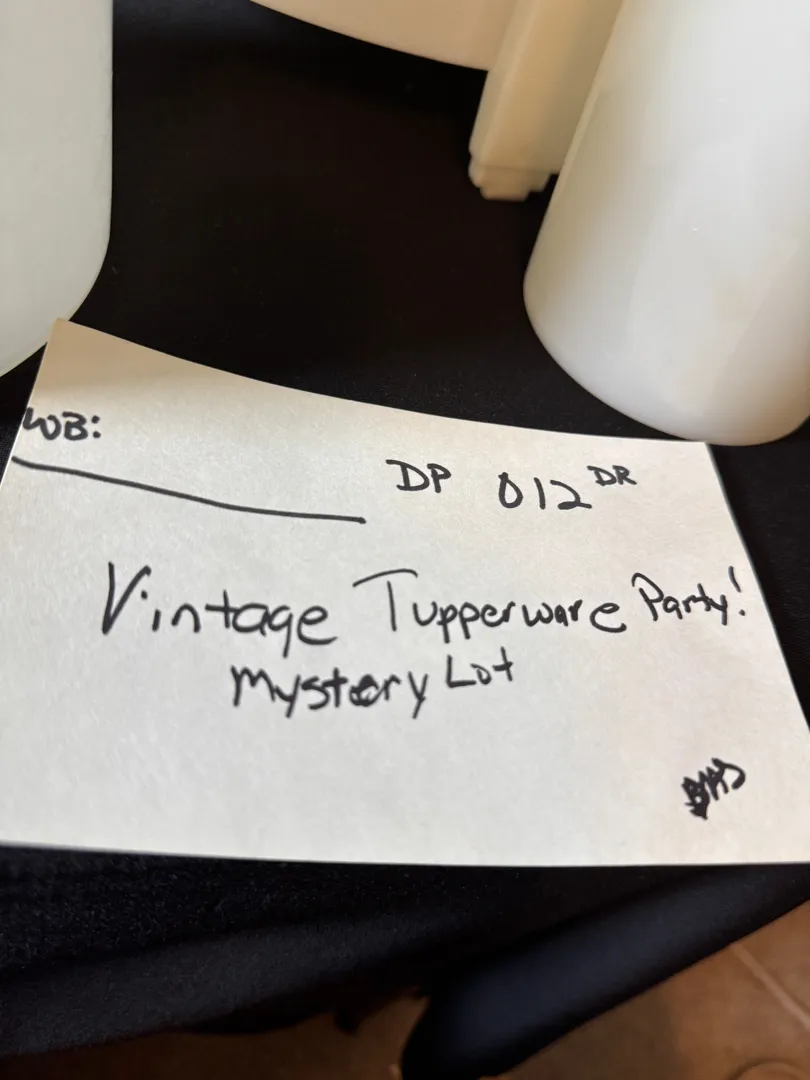 WB:
DP 012 DR
Vintage Tupperware Party!
Mystery Lot